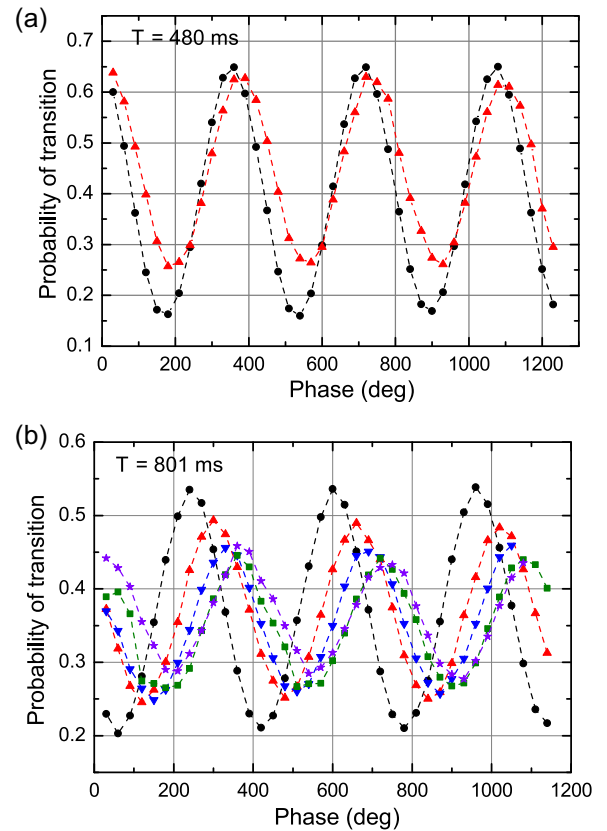 (a)
T = 480 ms
0.7
0.6
0.5
0.4
0.3
0.2
0.1
Probability of transition
0 200 400 600 800 1000 1200
Phase (deg)
(b)
T = 801 ms
0.6
0.5
0.4
0.3
0.2
Probability of transition
0 200 400 600 800 1000 1200
Phase (deg)